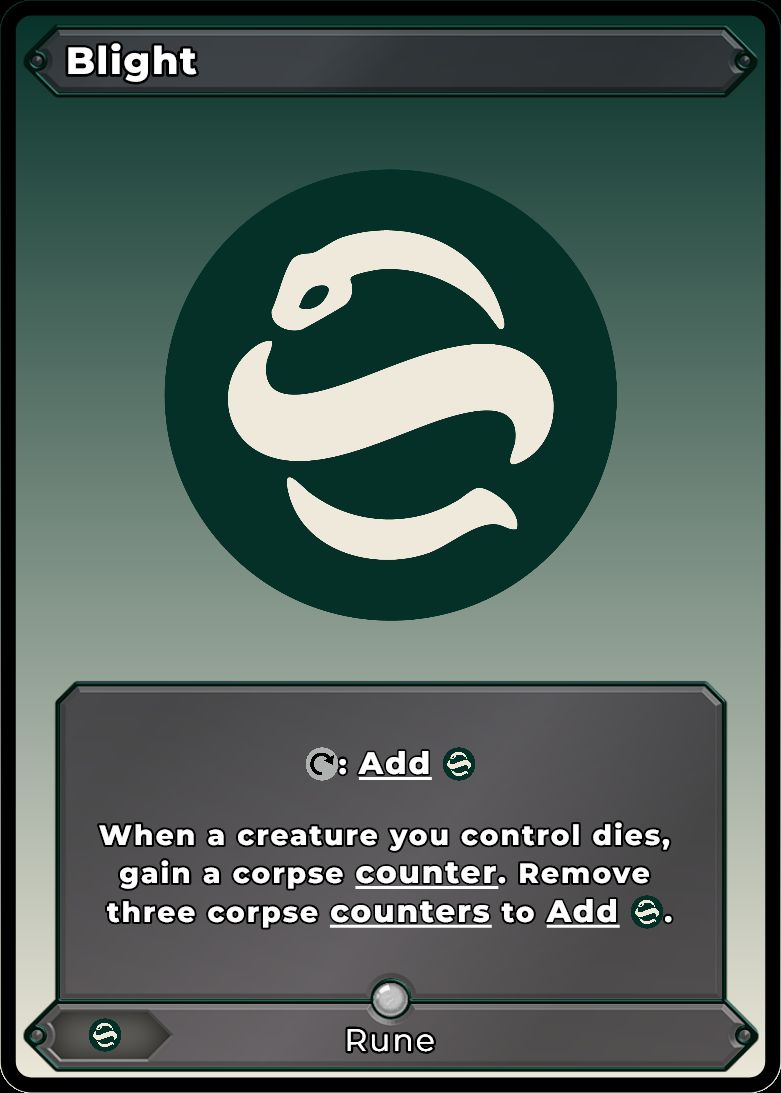 Blight
: Add
When a creature you control dies,
gain a corpse counter. Remove
three corpse counters to Add .
Rune